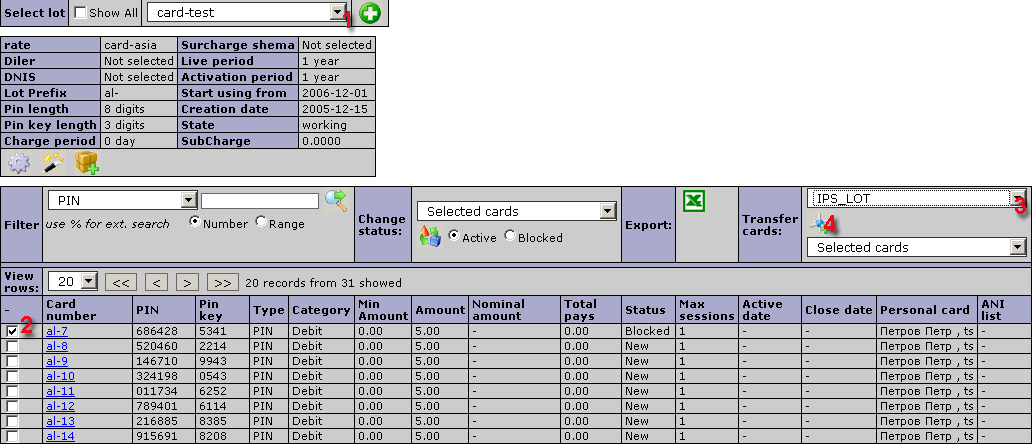 Select lot Show All card-test 1
rate card-asia Surcharge shema Not selected
Diler Not selected Live period 1 year
DNIS Not selected Activation period 1 year
Lot Prefix al- Start using from 2006-12-01
Pin length 8 digits Creation date 2005-12-15
Pin key length 3 digits State working
Charge period 0 day SubCharge 0.0000
Filter PIN
use % for ext. search Number Range
Change status: Selected cards
Active Blocked
Export:
Transfer cards: IPS_LOT 3
4
Selected cards
View rows: 20 << < > >> 20 records from 31 showed
- Card number PIN Pin key Type Category Min Amount Amount Nominal amount Total pays Status Max sessions Active date Close date Personal card ANI list
2 al-7 686428 5341 PIN Debit 0.00 5.00 - 0.00 Blocked 1 - - Петров Петр , ts -
al-8 520460 2214 PIN Debit 0.00 5.00 - 0.00 New 1 - - Петров Петр , ts -
al-9 146710 9943 PIN Debit 0.00 5.00 - 0.00 New 1 - - Петров Петр , ts -
al-10 324198 0543 PIN Debit 0.00 5.00 - 0.00 New 1 - - Петров Петр , ts -
al-11 011734 6252 PIN Debit 0.00 5.00 - 0.00 New 1 - - Петров Петр , ts -
al-12 789401 6114 PIN Debit 0.00 5.00 - 0.00 New 1 - - Петров Петр , ts -
al-13 216885 8385 PIN Debit 0.00 5.00 - 0.00 New 1 - - Петров Петр , ts -
al-14 915691 8208 PIN Debit 0.00 5.00 - 0.00 New 1 - - Петров Петр , ts -